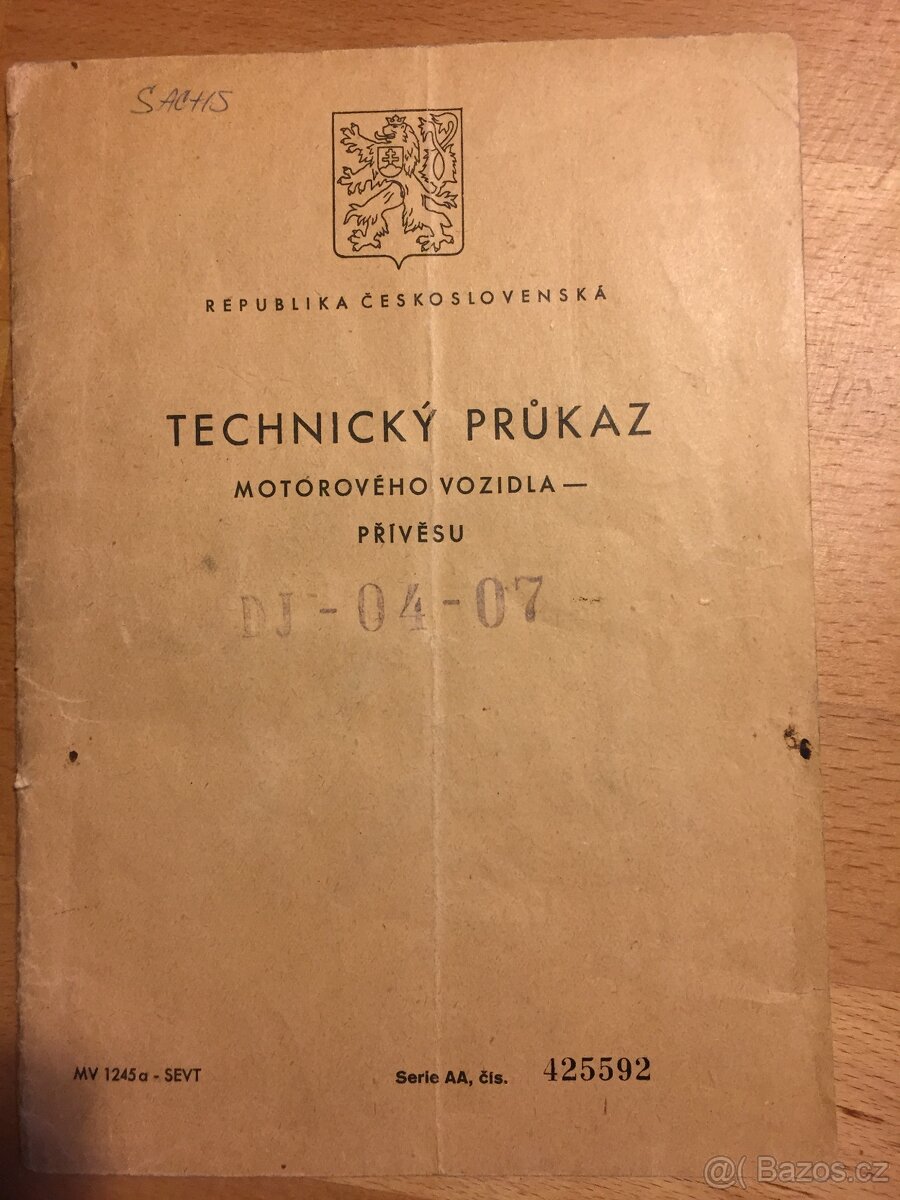 SACHS
REPUBLIKA ČESKOSLOVENSKÁ
TECHNICKÝ PRŮKAZ
MOTOROVÉHO VOZIDLA —
PŘÍVĚSU
DJ - 04 - 07
MV 1245a - SEVT
Serie AA, čís. 425592
@( Bazos.cz